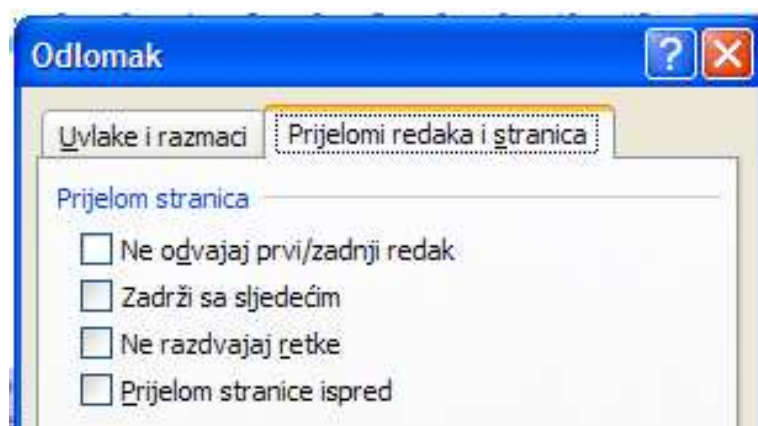 Odlomak
Uvlake i razmaci Prijelomi redaka i stranica
Prijelom stranica
Ne odvajaj prvi/zadnji redak
Zadrži sa sljedećim
Ne razdvajaj retke
Prijelom stranice ispred